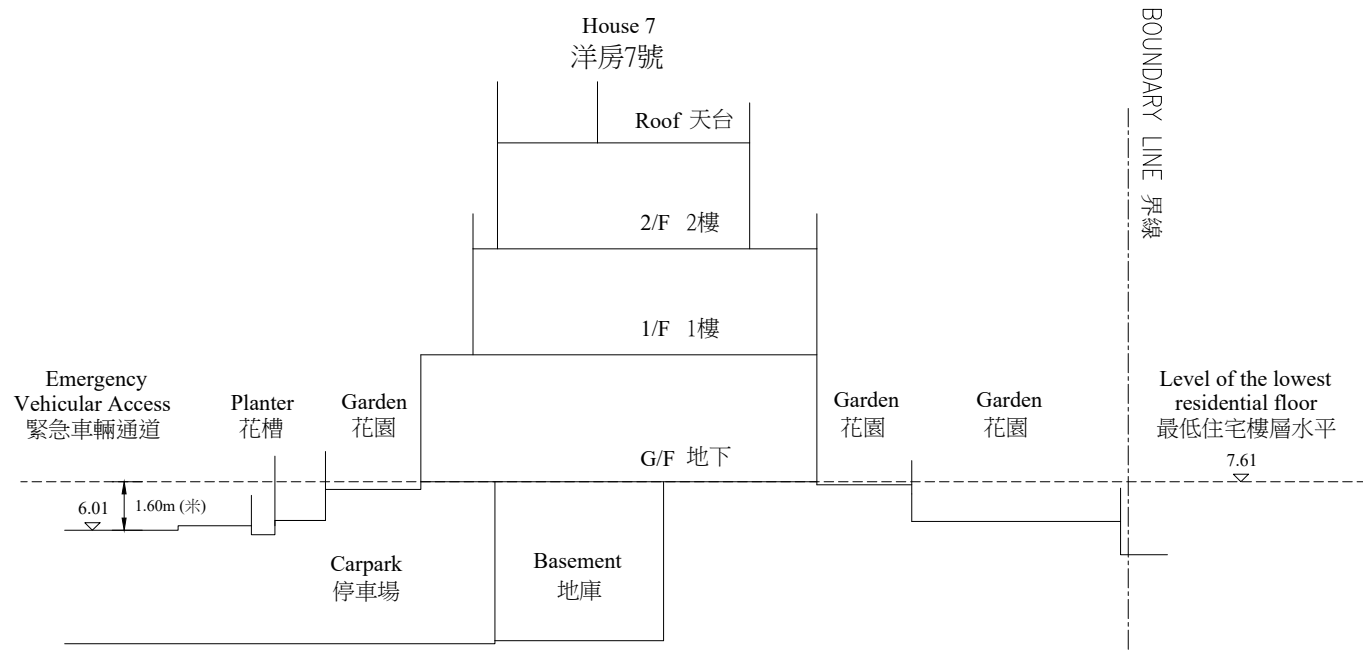 House 7
洋房7號
BOUNDARY LINE 界線
Roof 天台
2/F 2樓
1/F 1樓
Emergency
Vehicular Access
緊急車輛通道
Planter
花槽
Garden
花園
Garden
花園
Garden
花園
Level of the lowest
residential floor
最低住宅樓層水平
G/F 地下
7.61
6.01
1.60m (米)
Carpark
停車場
Basement
地庫